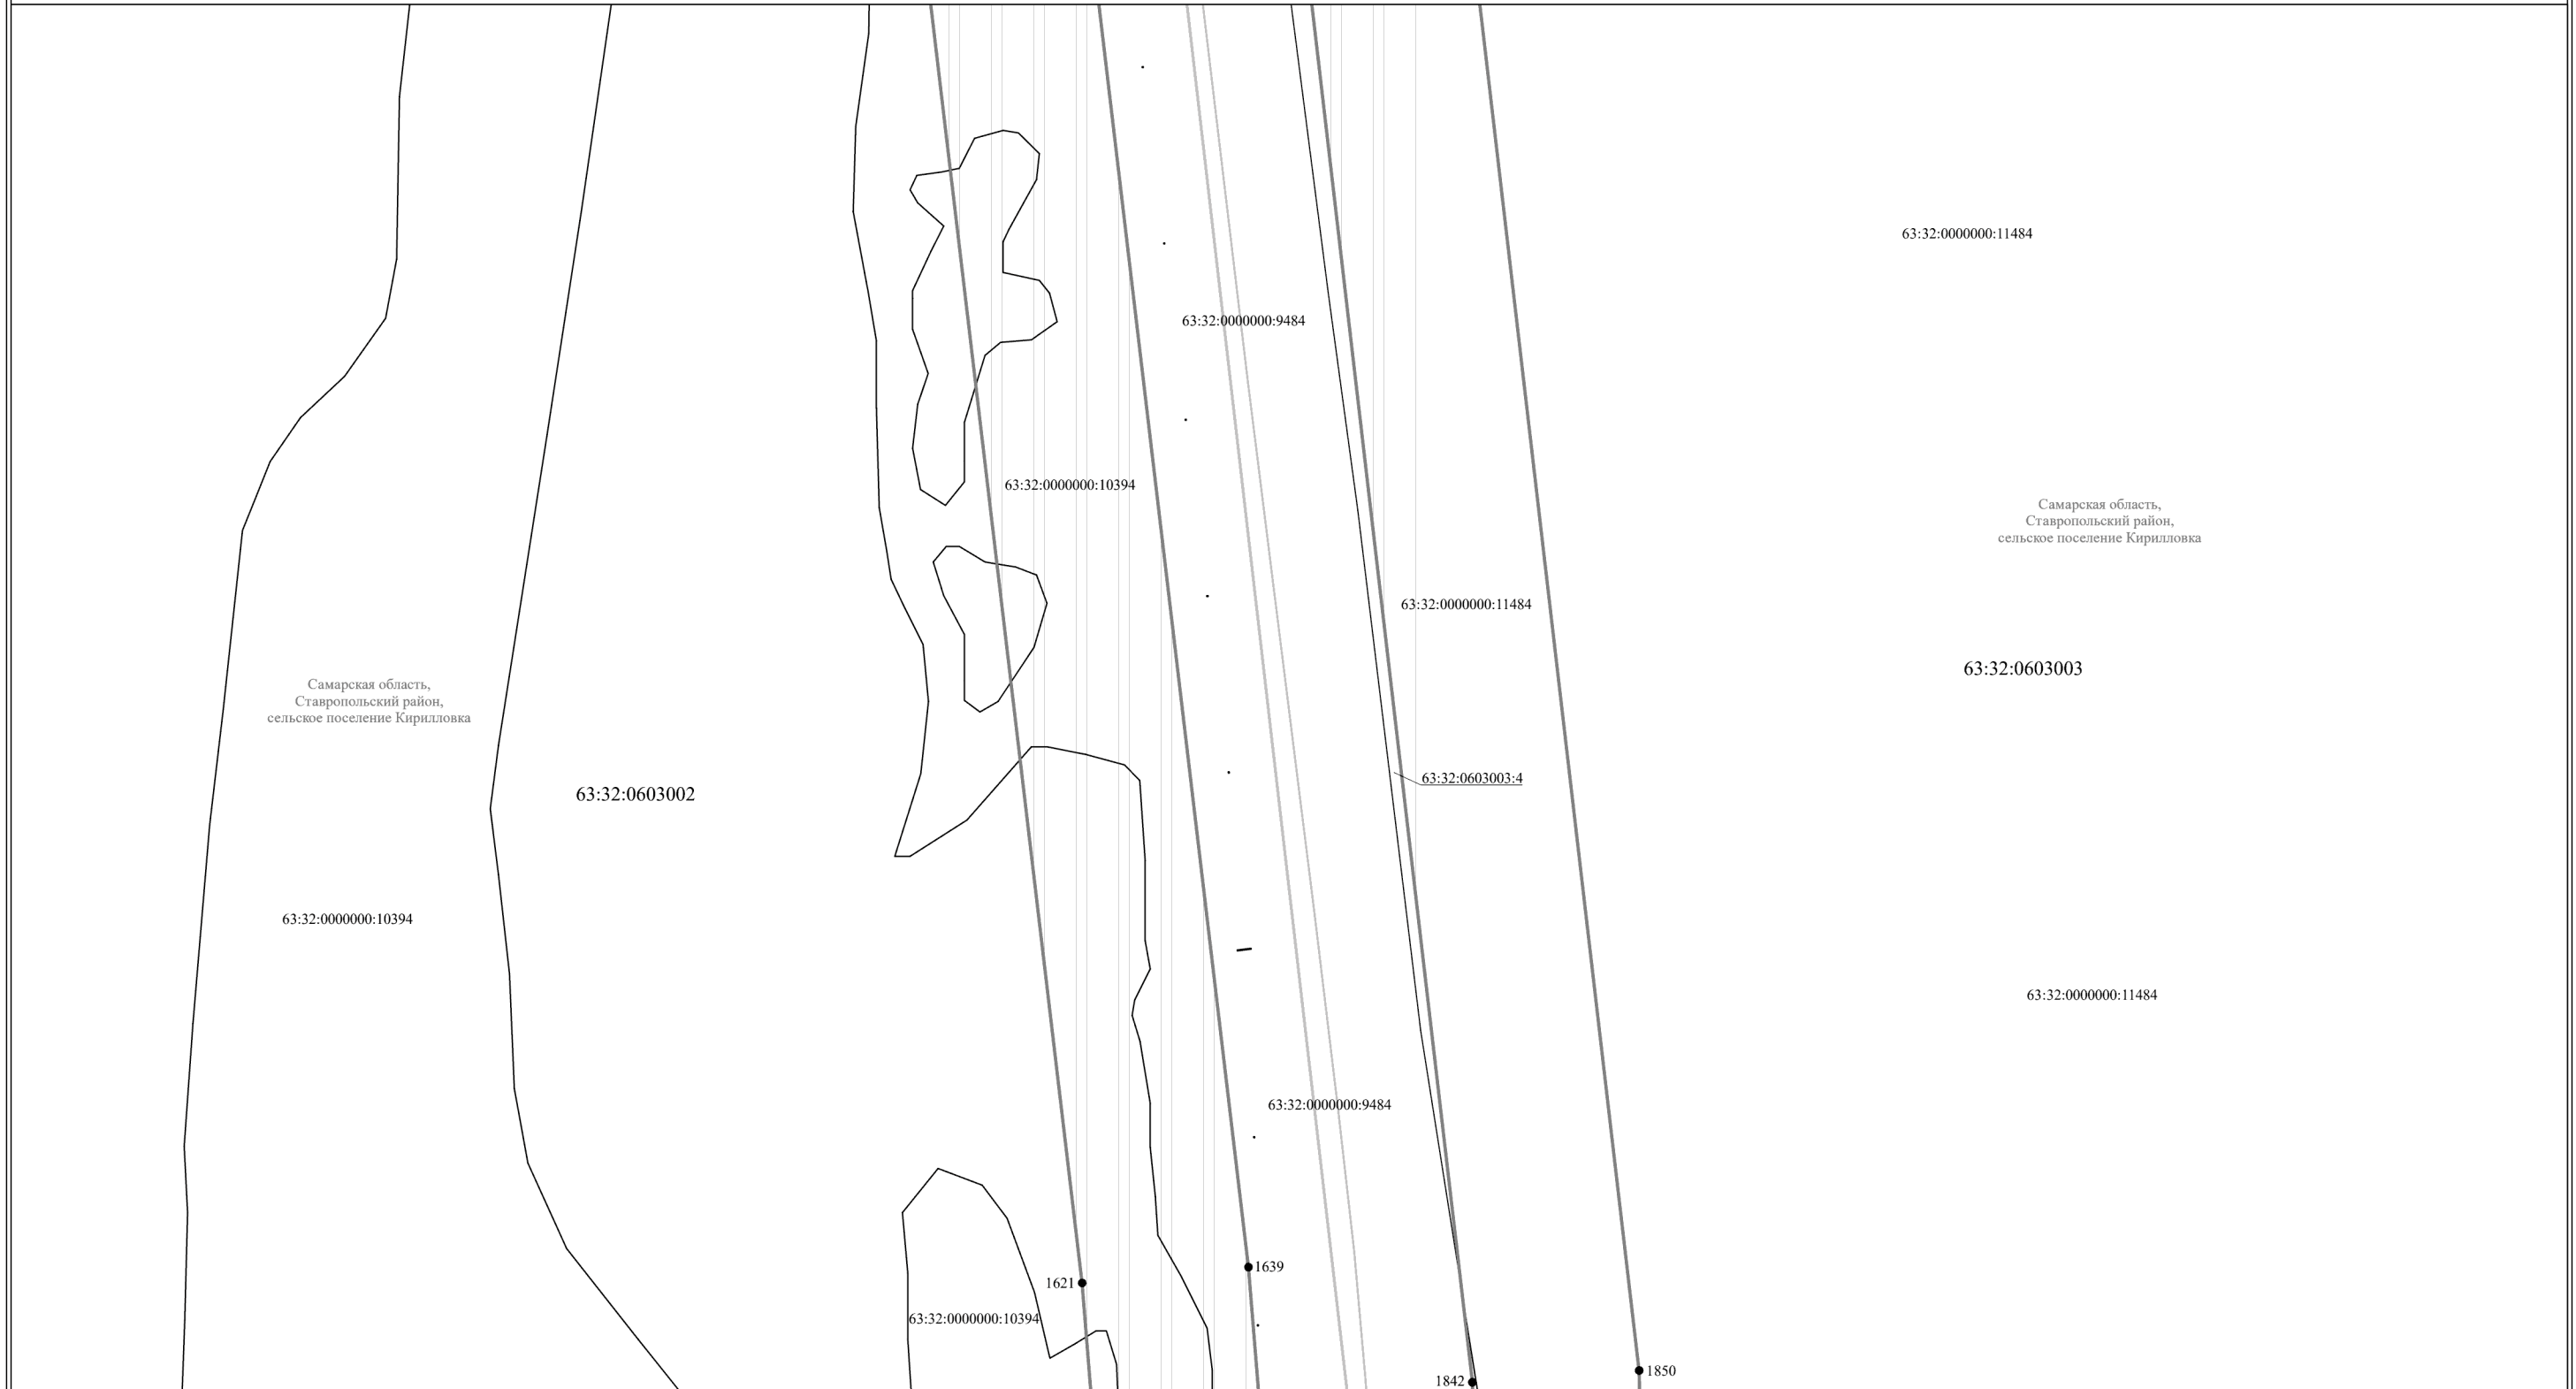 63:32:0000000:11484
63:32:0000000:9484
63:32:0000000:10394
Самарская область,
Ставропольский район,
сельское поселение Кирилловка
63:32:0000000:11484
63:32:0603003
Самарская область,
Ставропольский район,
сельское поселение Кирилловка
63:32:0603003:4
63:32:0603002
63:32:0000000:10394
63:32:0000000:11484
63:32:0000000:9484
1639
1621
63:32:0000000:10394
1850
1842